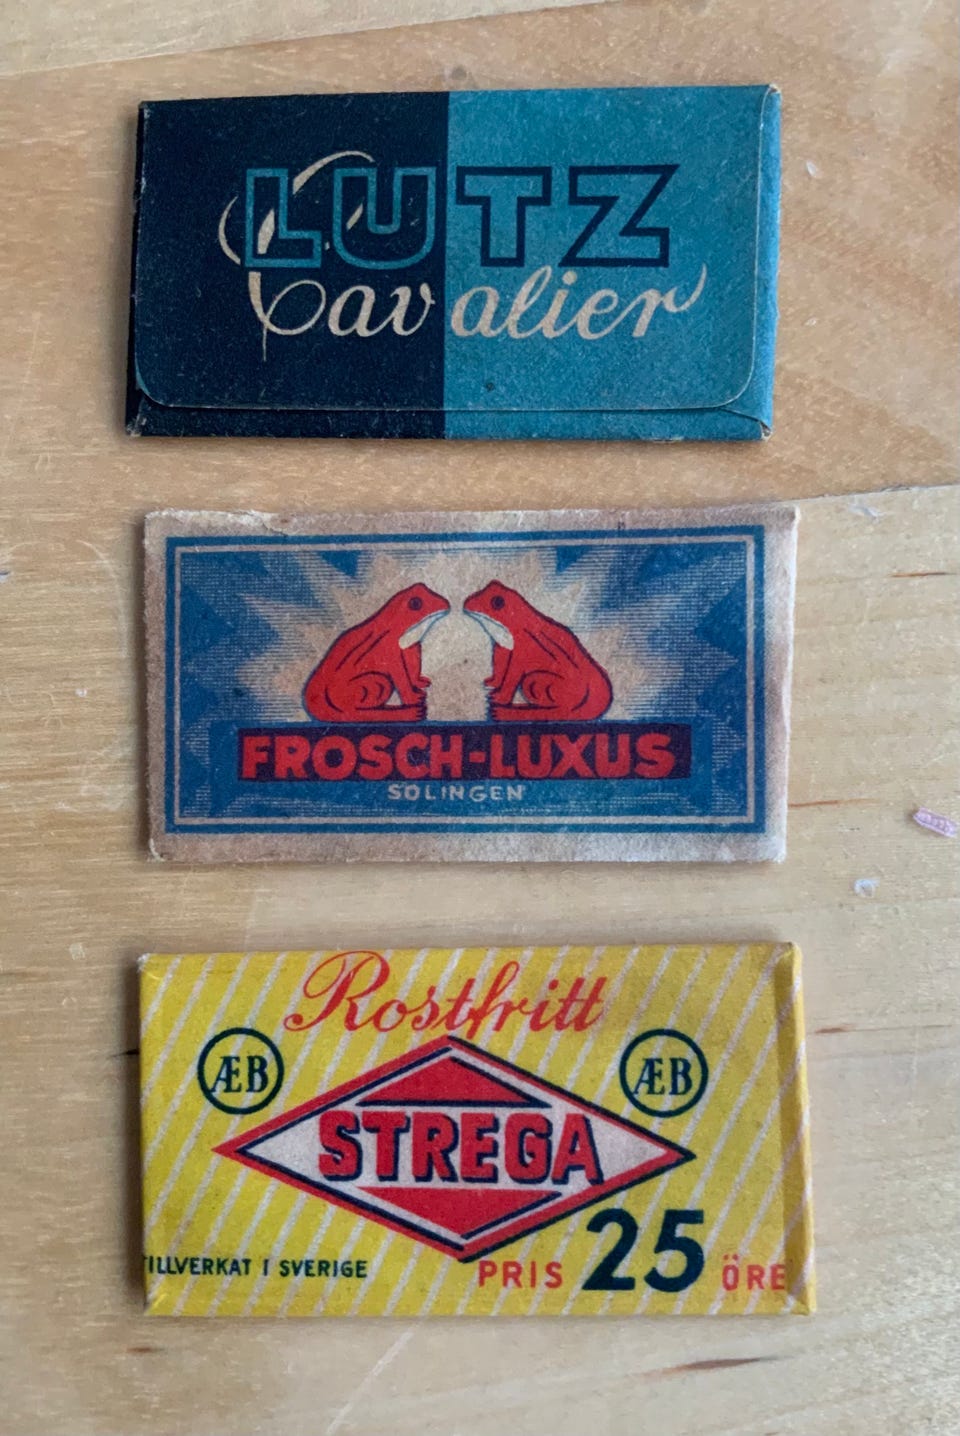 LUTZ
Cavalier
FROSCH-LUXUS
SOLINGEN
Rostfritt
ÆB ÆB
STREGA
TILLVERKAT I SVERIGE
PRIS 25 ÖRE